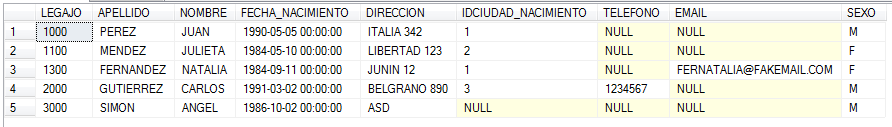 LEGAJO APELLIDO NOMBRE FECHA_NACIMIENTO DIRECCION IDCIUDAD_NACIMIENTO TELEFONO EMAIL SEXO
1 1000 PEREZ JUAN 1990-05-05 00:00:00 ITALIA 342 1 NULL NULL M
2 1100 MENDEZ JULIETA 1984-05-10 00:00:00 LIBERTAD 123 2 NULL NULL F
3 1300 FERNANDEZ NATALIA 1984-09-11 00:00:00 JUNIN 12 1 NULL FERNATALIA@FAKEMAIL.COM F
4 2000 GUTIERREZ CARLOS 1991-03-02 00:00:00 BELGRANO 890 3 1234567 NULL M
5 3000 SIMON ANGEL 1986-10-02 00:00:00 ASD NULL NULL NULL M